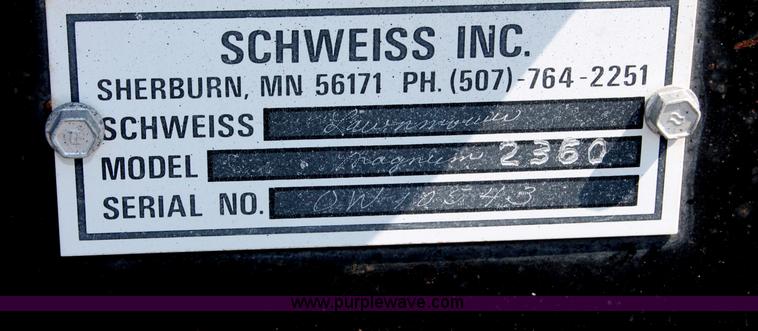 SCHWEISS INC.
SHERBURN, MN 56171 PH. (507)-764-2251
SCHWEISS Lawnmower
MODEL Magnum 2360
SERIAL NO. OW 10543
www.purplewave.com